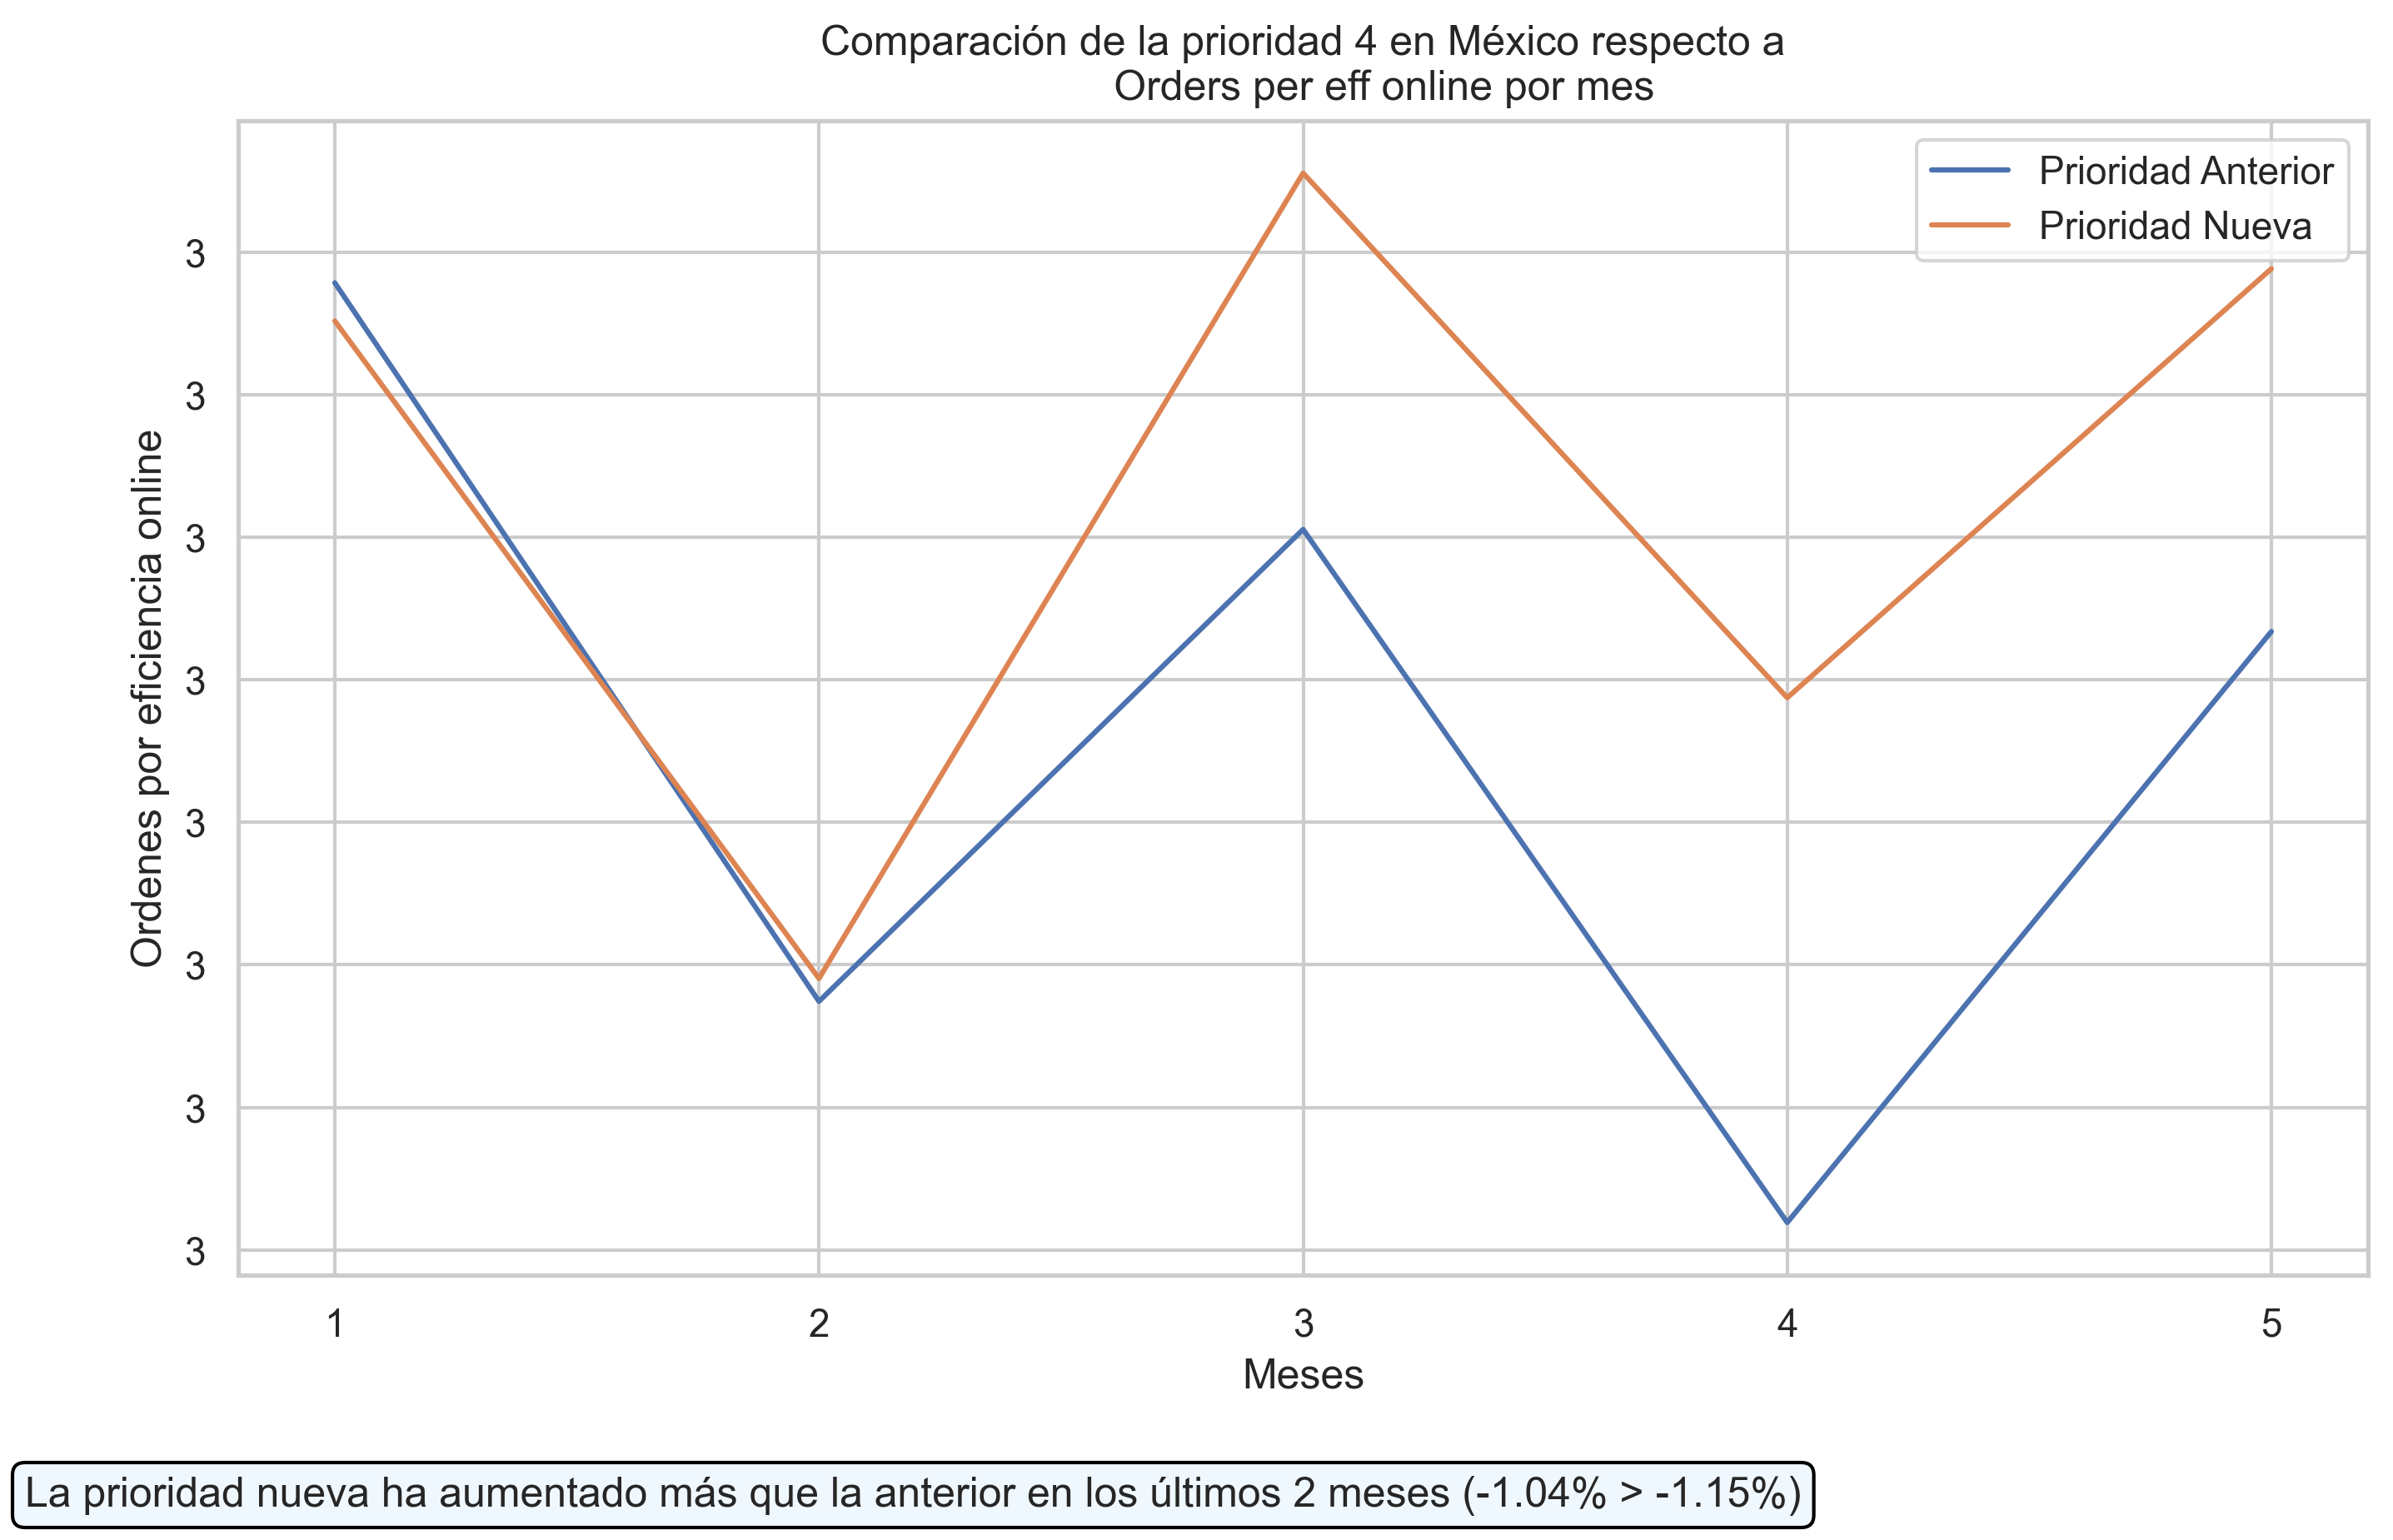 Comparación de la prioridad 4 en México respecto a
Orders per eff online por mes
Prioridad Anterior
Prioridad Nueva
Ordenes por eficiencia online
3
3
3
3
3
3
3
3
1
2
3
4
5
Meses
La prioridad nueva ha aumentado más que la anterior en los últimos 2 meses (-1.04% > -1.15%)